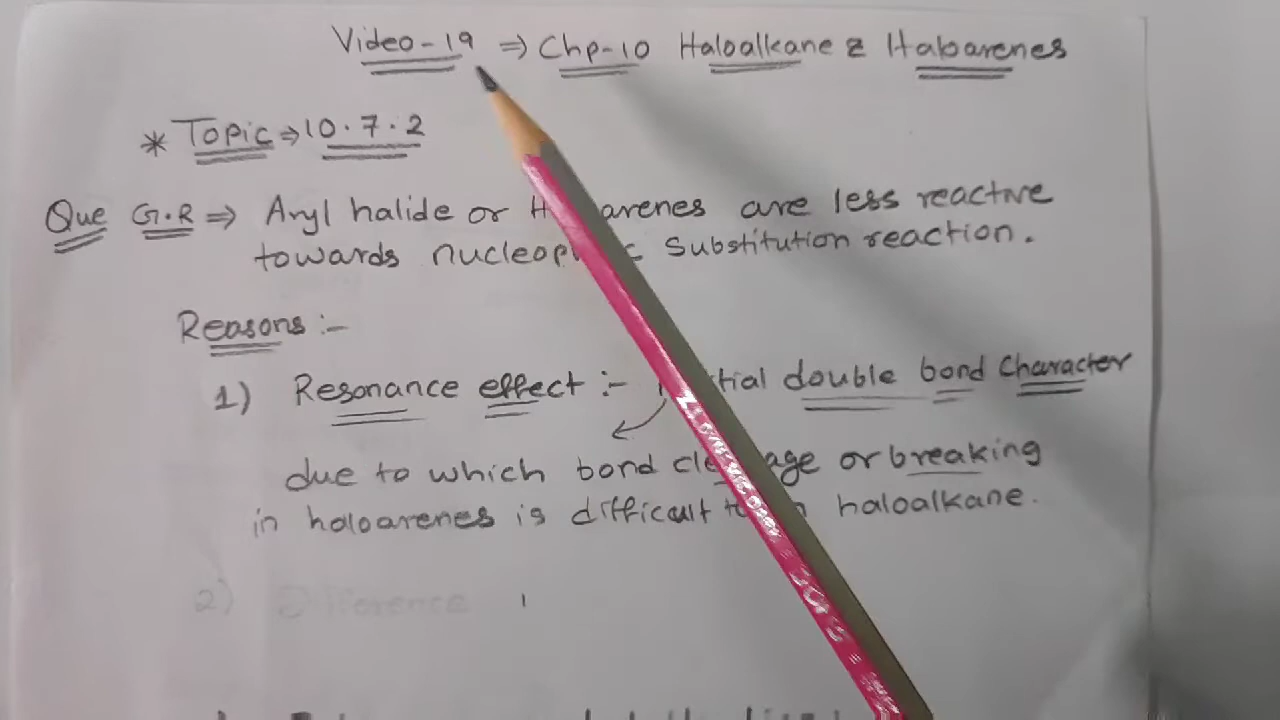 Video-19 ⇒ Chp-10 Haloalkane & Haloarenes
* Topic ⇒ 10.7.2
Que G.R ⇒ Aryl halide or H arenes are less reactive
towards nucleop c substitution reaction.
Reasons :-
1) Resonance effect :- tial double bond character
due to which bond cle age or breaking
in haloarenes is difficult haloalkane.
2) Difference